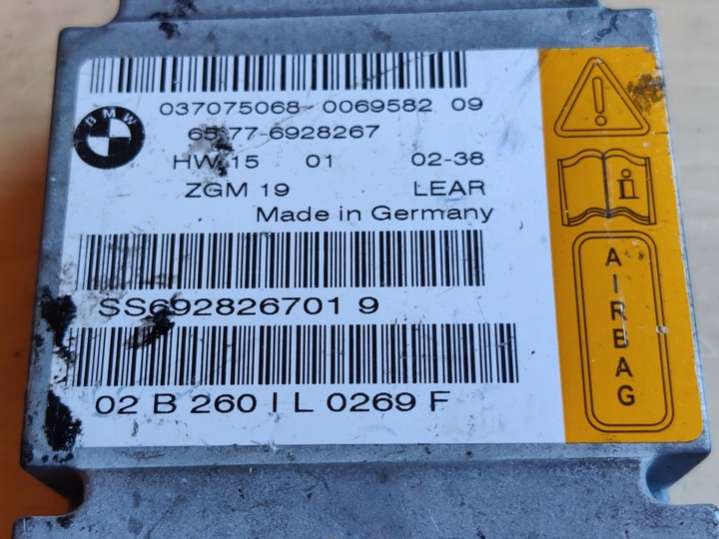 037075068 0069582 09
BMW
65.77-6928267
HW 15 01 02-38
ZGM 19 LEAR
Made in Germany
SS692826701 9
02 B 260 I L 0269 F
i
AIRBAG